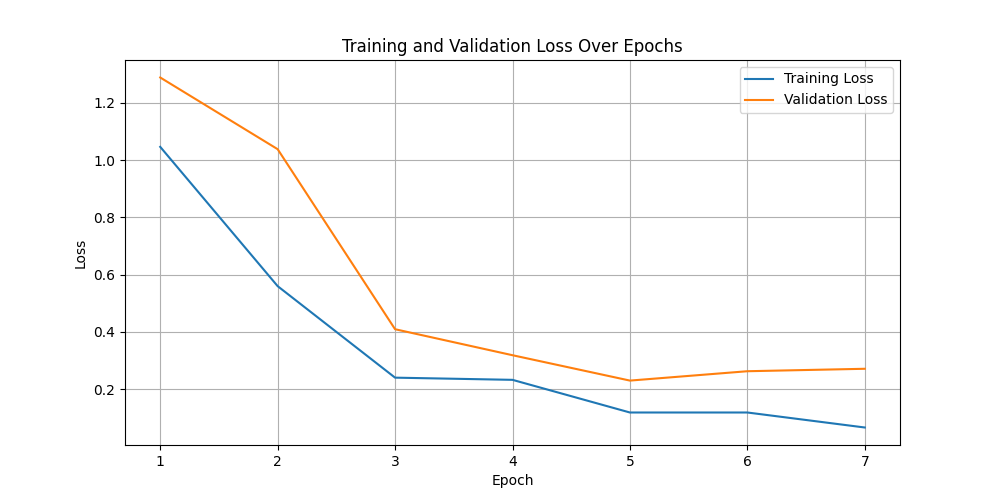 Training and Validation Loss Over Epochs
Training Loss
Validation Loss
1.2
1.0
0.8
0.6
0.4
0.2
Loss
1 2 3 4 5 6 7
Epoch